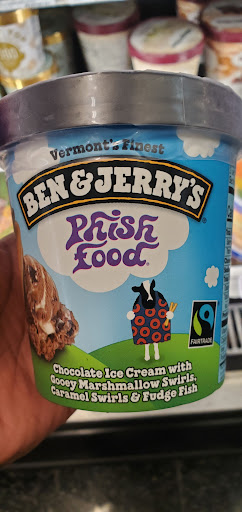 Vermont's Finest
BEN & JERRY'S
Phish
Food
Chocolate Ice Cream with
Gooey Marshmallow Swirls,
Caramel Swirls & Fudge Fish
FAIRTRADE